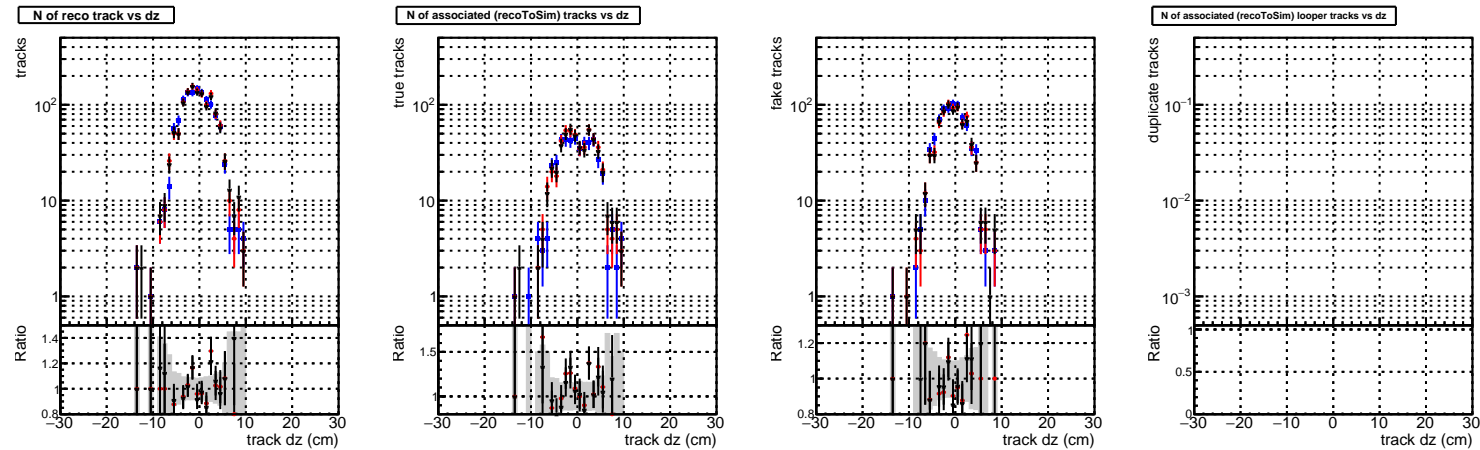 N of reco track vs dz
tracks
10²
10
1
Ratio
1.4
1.2
1
0.8
−30 −20 −10 0 10 20 30
track dz (cm)
N of associated (recoToSim) tracks vs dz
true tracks
10²
10
1
Ratio
1.5
1
−30 −20 −10 0 10 20 30
track dz (cm)
fake tracks
10²
10
1
Ratio
1.2
1
0.8
−30 −20 −10 0 10 20 30
track dz (cm)
N of associated (recoToSim) looper tracks vs dz
duplicate tracks
10⁻¹
10⁻²
10⁻³
Ratio
1
0.5
0
−30 −20 −10 0 10 20 30
track dz (cm)